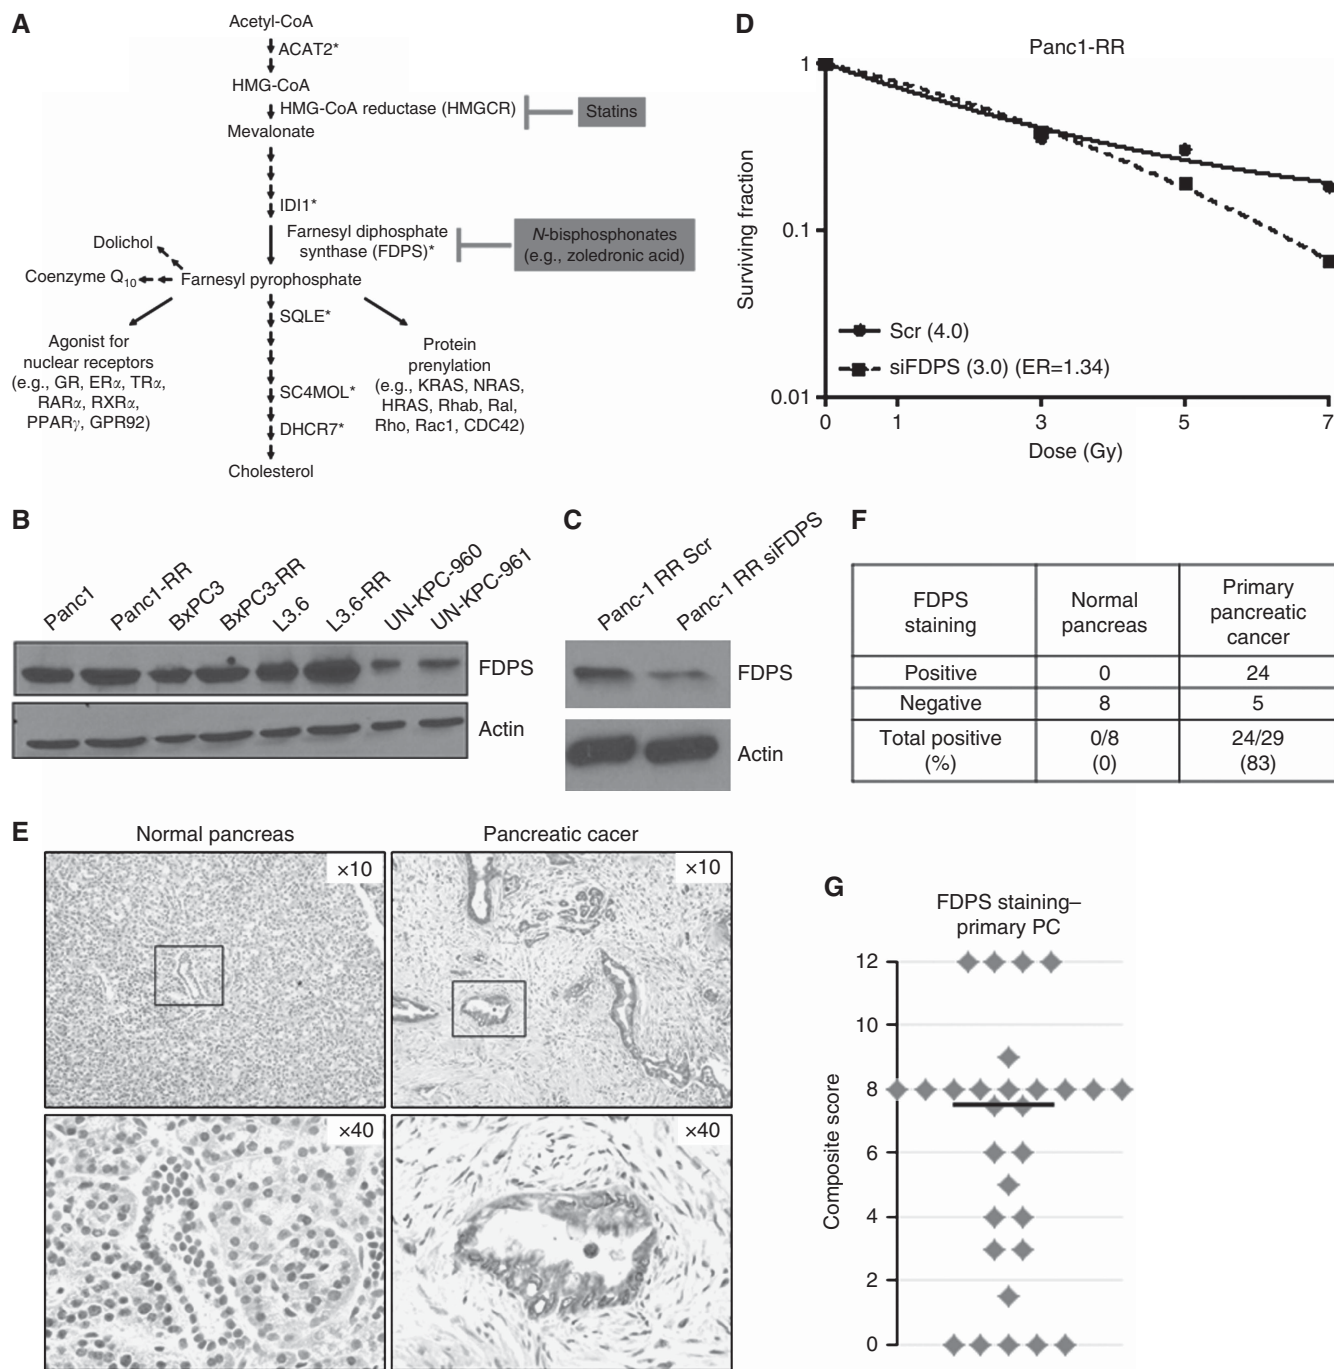 A
Acetyl-CoA
ACAT2*
HMG-CoA
HMG-CoA reductase (HMGCR)
Statins
Mevalonate
IDI1*
Farnesyl diphosphate
synthase (FDPS)*
N-bisphosphonates
(e.g., zoledronic acid)
Dolichol
Coenzyme Q10
Farnesyl pyrophosphate
SQLE*
Agonist for
nuclear receptors
(e.g., GR, ERα, TRα,
RARα, RXRα,
PPARγ, GPR92)
Protein
prenylation
(e.g., KRAS, NRAS,
HRAS, Rhab, Ral,
Rho, Rac1, CDC42)
SC4MOL*
DHCR7*
Cholesterol
D
Panc1-RR
Surviving fraction
1
0.1
0.01
Scr (4.0)
siFDPS (3.0) (ER=1.34)
0
1
3
5
7
Dose (Gy)
B
Panc1
Panc1-RR
BxPC3
BxPC3-RR
L3.6
L3.6-RR
UN-KPC-960
UN-KPC-961
FDPS
Actin
C
Panc-1 RR Scr
Panc-1 RR siFDPS
FDPS
Actin
F
FDPS
staining
Normal
pancreas
Primary
pancreatic
cancer
Positive
0
24
Negative
8
5
Total positive
(%)
0/8
(0)
24/29
(83)
E
Normal pancreas
Pancreatic cacer
×10
×10
×40
×40
G
FDPS staining–
primary PC
Composite score
12
10
8
6
4
2
0